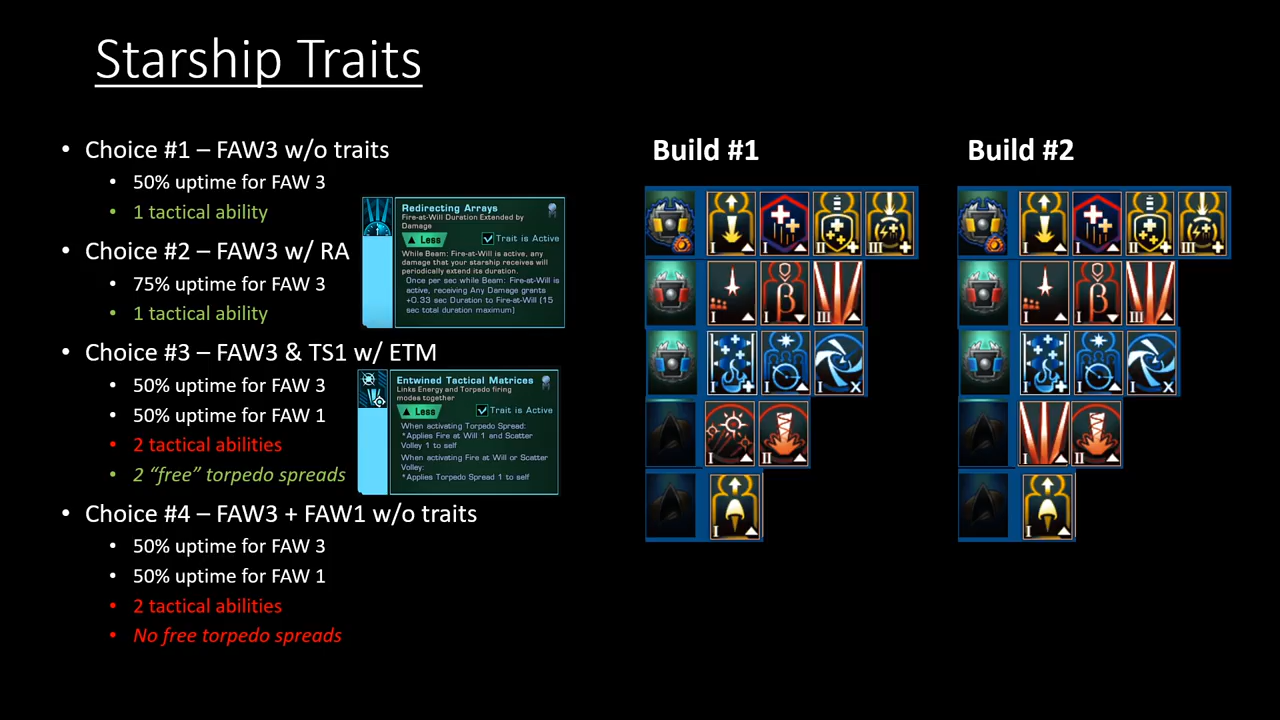 Starship Traits
• Choice #1 – FAW3 w/o traits
• 50% uptime for FAW 3
• 1 tactical ability
• Choice #2 – FAW3 w/ RA
• 75% uptime for FAW 3
• 1 tactical ability
• Choice #3 – FAW3 & TS1 w/ ETM
• 50% uptime for FAW 3
• 50% uptime for FAW 1
• 2 tactical abilities
• 2 “free” torpedo spreads
• Choice #4 – FAW3 + FAW1 w/o traits
• 50% uptime for FAW 3
• 50% uptime for FAW 1
• 2 tactical abilities
• No free torpedo spreads
Redirecting Arrays
Fire-at-Will Duration Extended by
Damage
Less
Trait is Active
While Beam: Fire-at-Will is active, any
damage that your starship receives will
periodically extend its duration.
Once per sec while Beam: Fire-at-Will is
active, receiving Any Damage grants
+0.33 sec Duration to Fire-at-Will (15
sec total duration maximum)
Entwined Tactical Matrices
Links Energy and Torpedo firing
modes together
Less
Trait is Active
When activating Torpedo Spread:
*Applies Fire at Will 1 and Scatter
Volley 1 to self
When activating Fire at Will or Scatter
Volley:
*Applies Torpedo Spread 1 to self
Build #1
I I II III
I I III
I I I X
I II
I
Build #2
I I II III
I I III
I I I X
I II
I